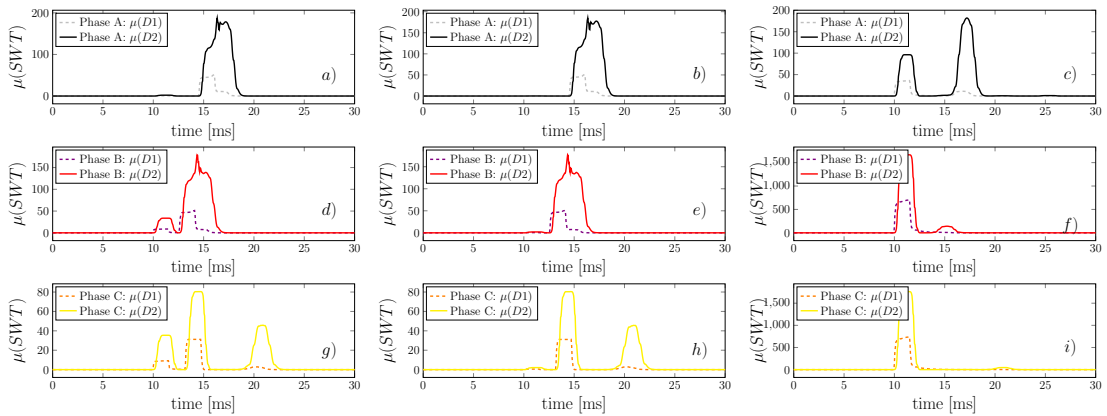 Phase A: μ(D1)
Phase A: μ(D2)
μ(SWT)
200
150
100
50
0
a)
0 5 10 15 20 25 30
time [ms]
Phase A: μ(D1)
Phase A: μ(D2)
μ(SWT)
200
150
100
50
0
b)
0 5 10 15 20 25 30
time [ms]
Phase A: μ(D1)
Phase A: μ(D2)
μ(SWT)
200
150
100
50
0
c)
0 5 10 15 20 25 30
time [ms]
Phase B: μ(D1)
Phase B: μ(D2)
μ(SWT)
150
100
50
0
d)
0 5 10 15 20 25 30
time [ms]
Phase B: μ(D1)
Phase B: μ(D2)
μ(SWT)
150
100
50
0
e)
0 5 10 15 20 25 30
time [ms]
Phase B: μ(D1)
Phase B: μ(D2)
μ(SWT)
1,500
1,000
500
0
f)
0 5 10 15 20 25 30
time [ms]
Phase C: μ(D1)
Phase C: μ(D2)
μ(SWT)
80
60
40
20
0
g)
0 5 10 15 20 25 30
time [ms]
Phase C: μ(D1)
Phase C: μ(D2)
μ(SWT)
80
60
40
20
0
h)
0 5 10 15 20 25 30
time [ms]
Phase C: μ(D1)
Phase C: μ(D2)
μ(SWT)
1,500
1,000
500
0
i)
0 5 10 15 20 25 30
time [ms]